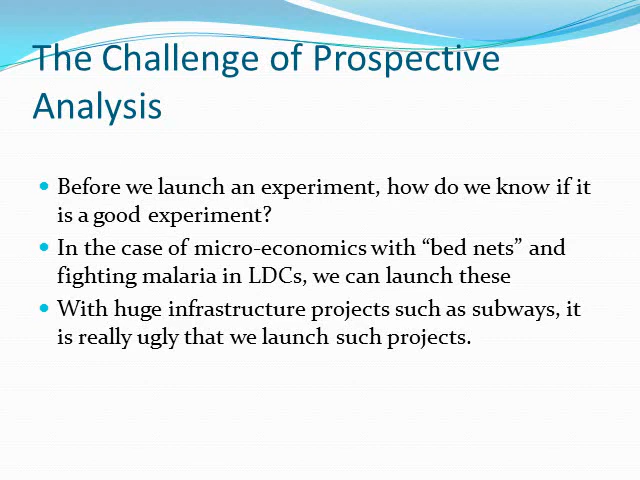 The Challenge of Prospective
Analysis
• Before we launch an experiment, how do we know if it
is a good experiment?
• In the case of micro-economics with “bed nets” and
fighting malaria in LDCs, we can launch these
• With huge infrastructure projects such as subways, it
is really ugly that we launch such projects.